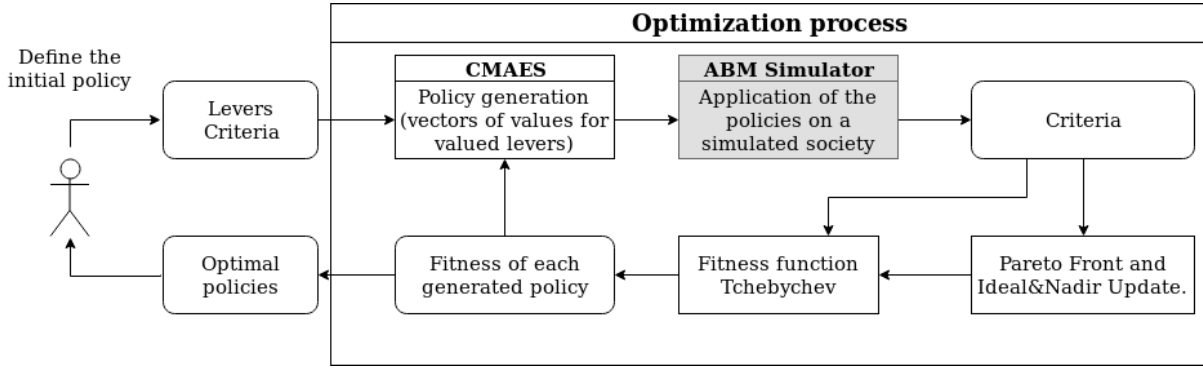 Optimization process
Define the
initial policy
Levers
Criteria
CMAES
Policy generation
(vectors of values for
valued levers)
ABM Simulator
Application of the
policies on a
simulated society
Criteria
Optimal
policies
Fitness of each
generated policy
Fitness function
Tchebychev
Pareto Front and
Ideal&Nadir Update.